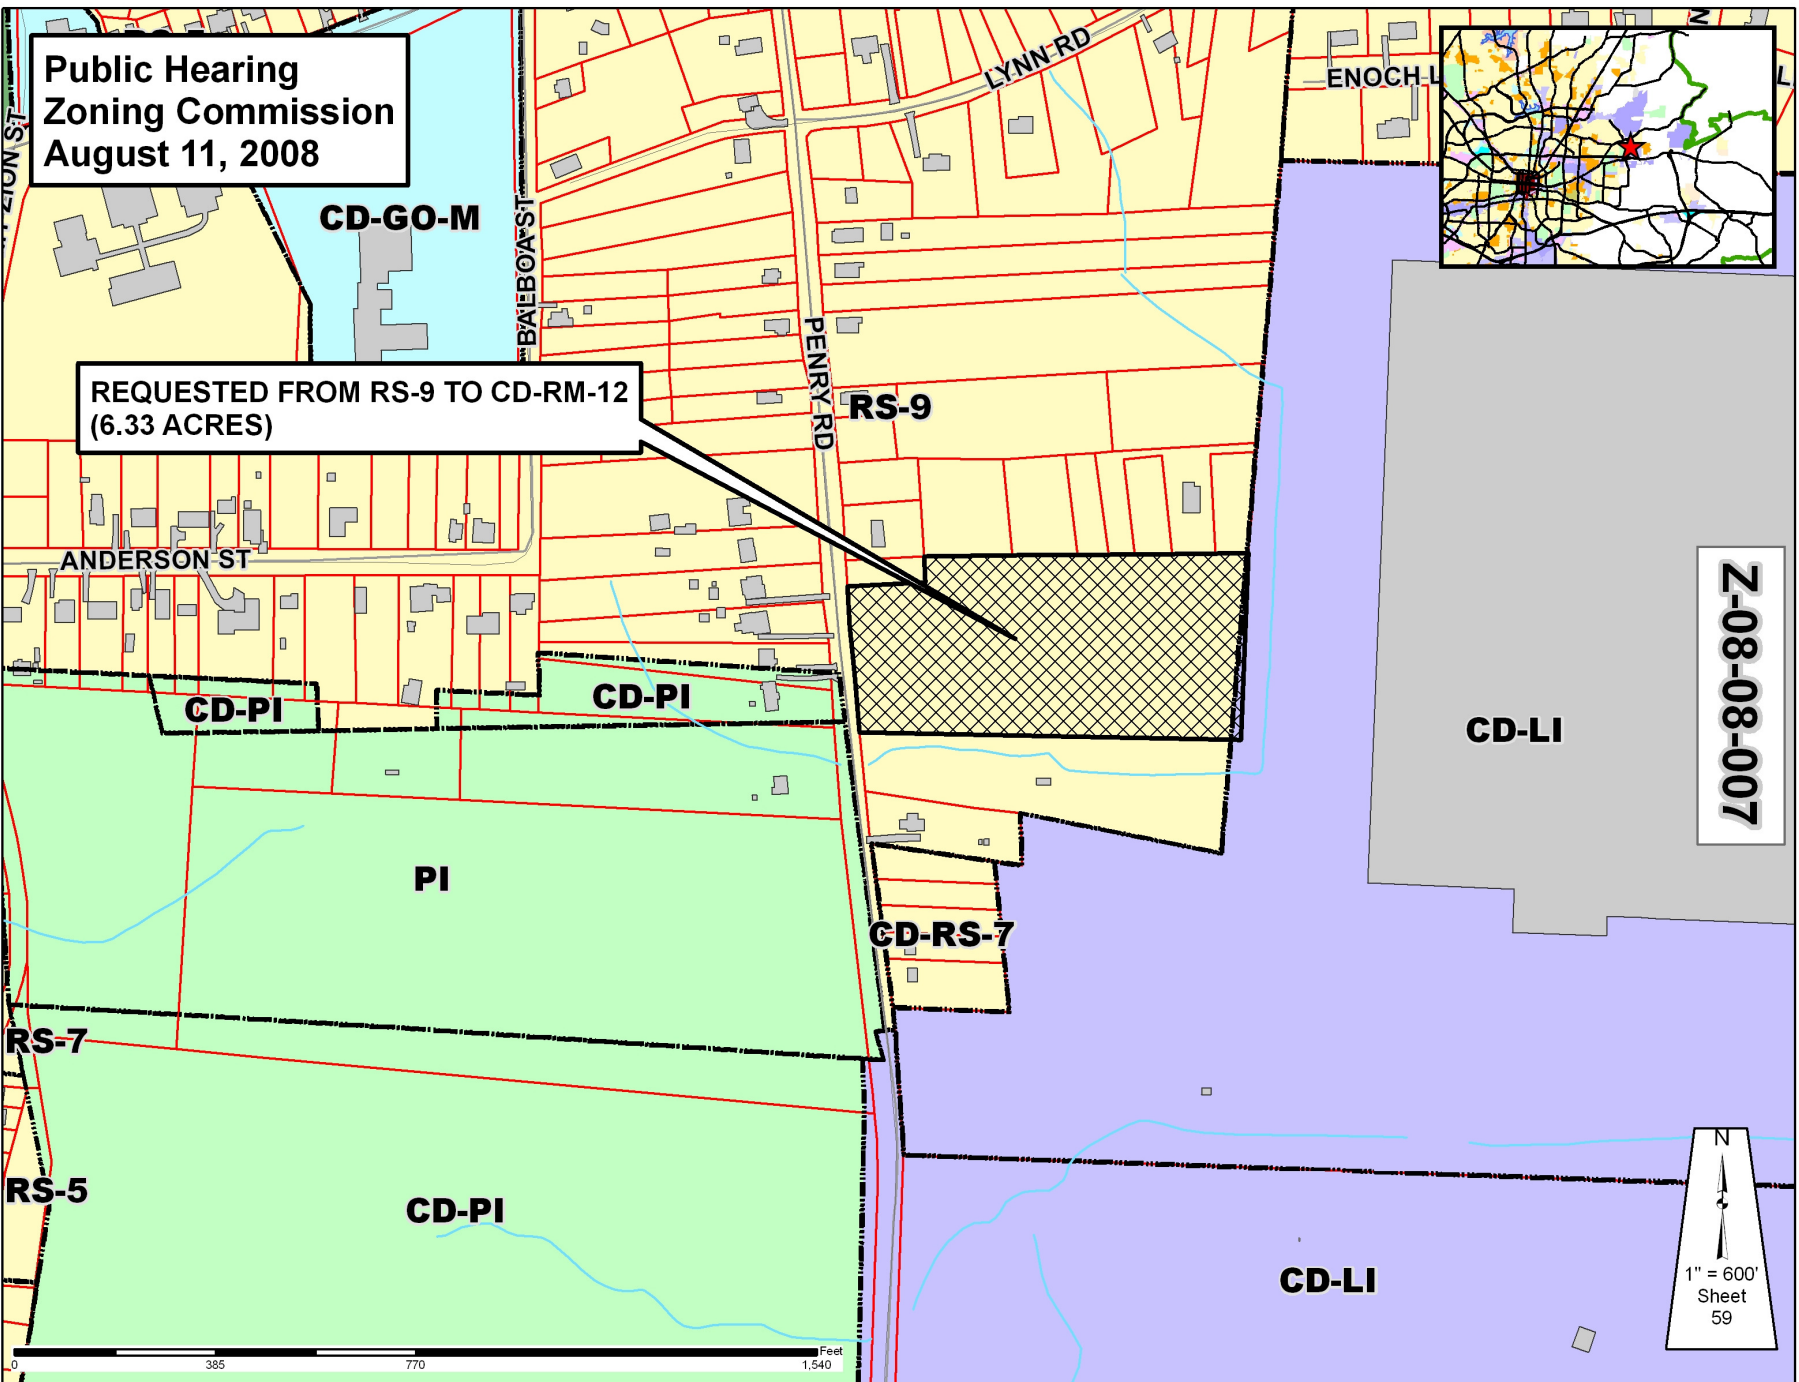 Public Hearing
Zoning Commission
August 11, 2008
LYNN RD
ENOCH L
N
L
ZION ST
CD-GO-M
BALBOA ST
PENRY RD
REQUESTED FROM RS-9 TO CD-RM-12
(6.33 ACRES)
RS-9
ANDERSON ST
Z-08-08-007
CD-PI
CD-PI
CD-LI
PI
CD-RS-7
RS-7
RS-5
CD-PI
CD-LI
N
1" = 600'
Sheet
59
Feet
0
385
770
1,540